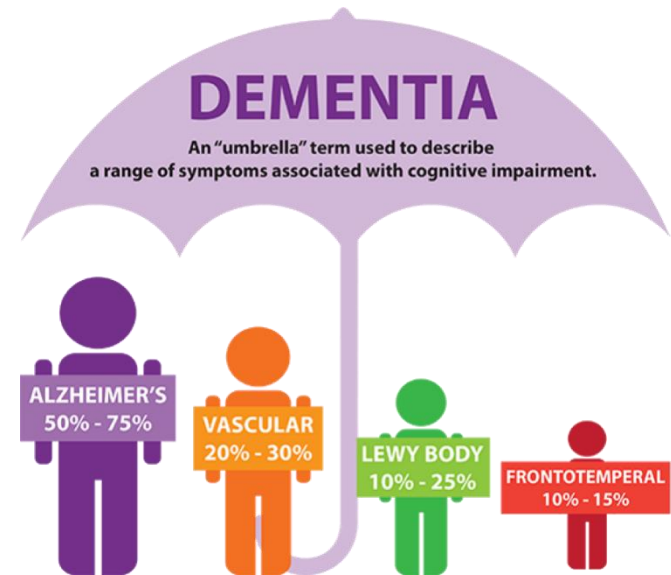 DEMENTIA
An “umbrella” term used to describe
a range of symptoms associated with cognitive impairment.
ALZHEIMER'S
50% - 75%
VASCULAR
20% - 30%
LEWY BODY
10% - 25%
FRONTOTEMPERAL
10% - 15%